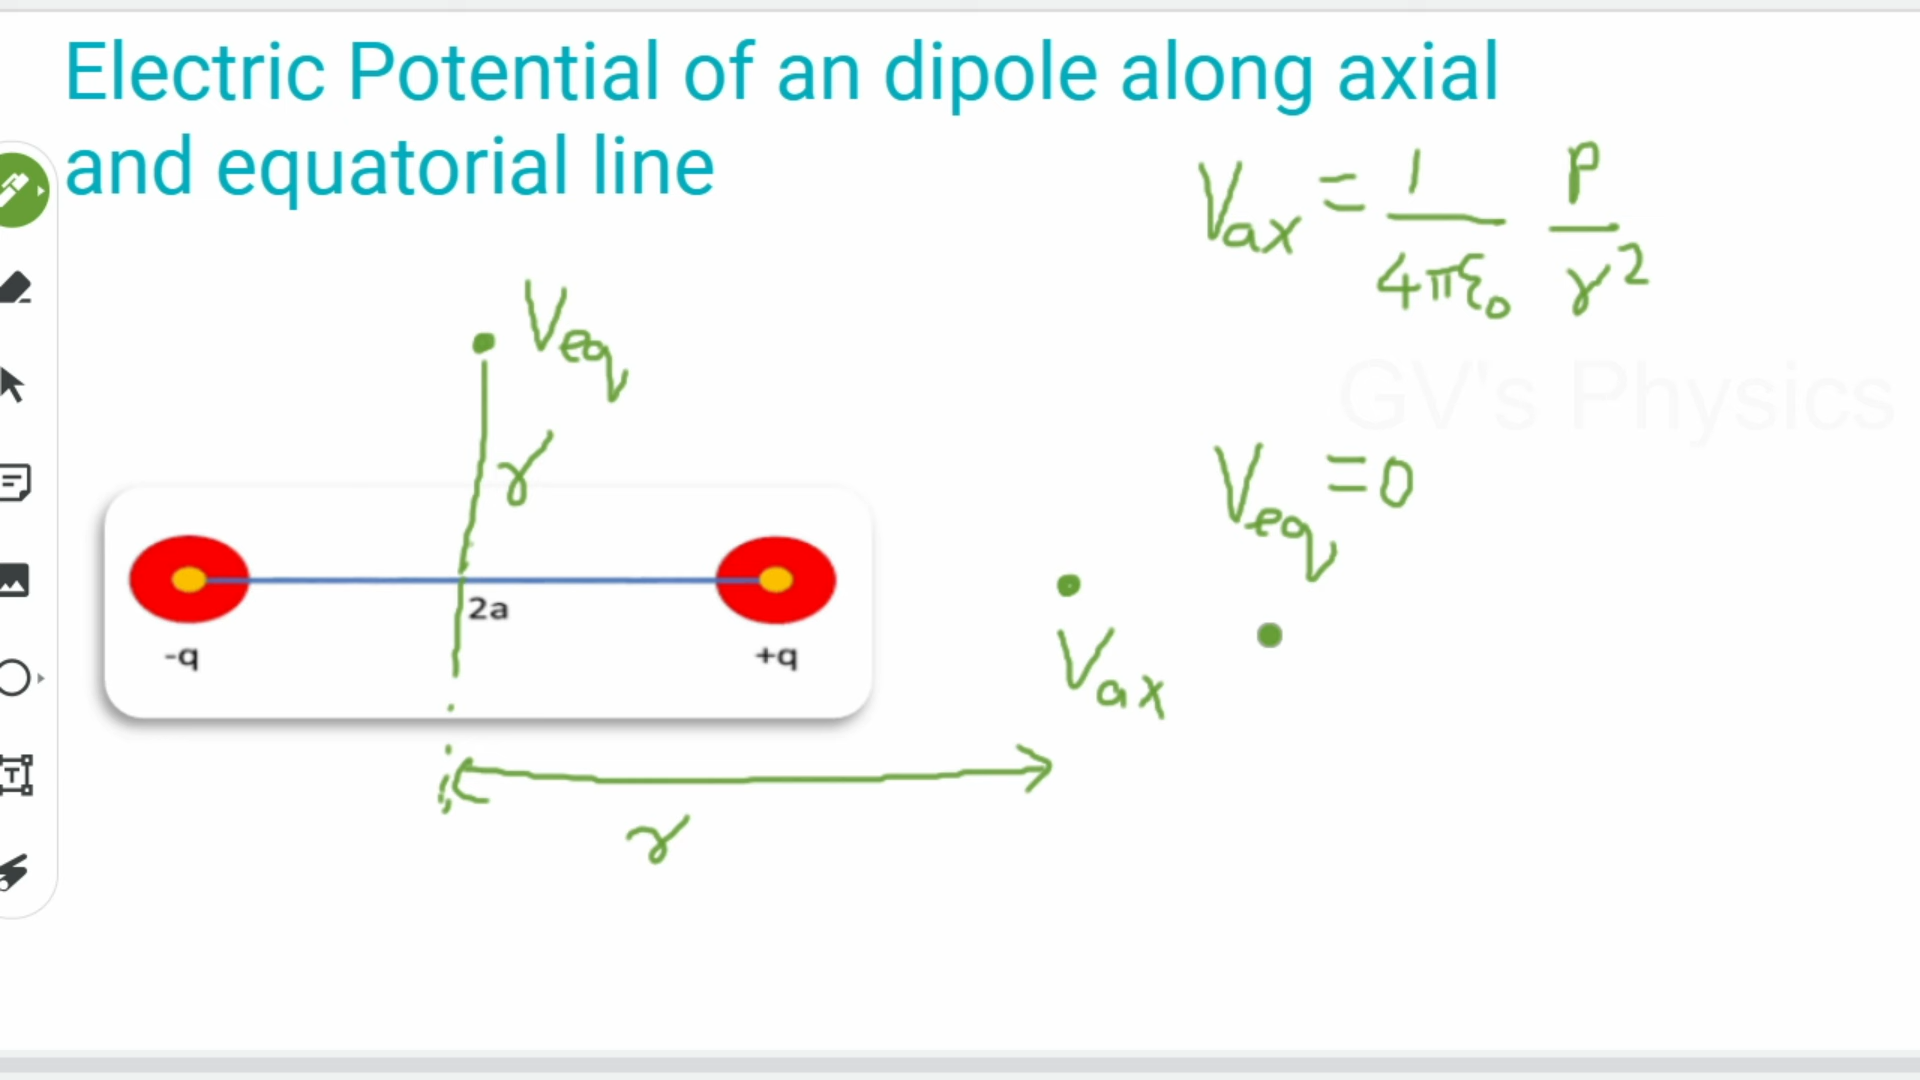 Electric Potential of an dipole along axial
and equatorial line
Vax = 1/4πε₀ P/r²
Veq
GV's Physics
r
Veq = 0
2a
-q
+q
Vax
r